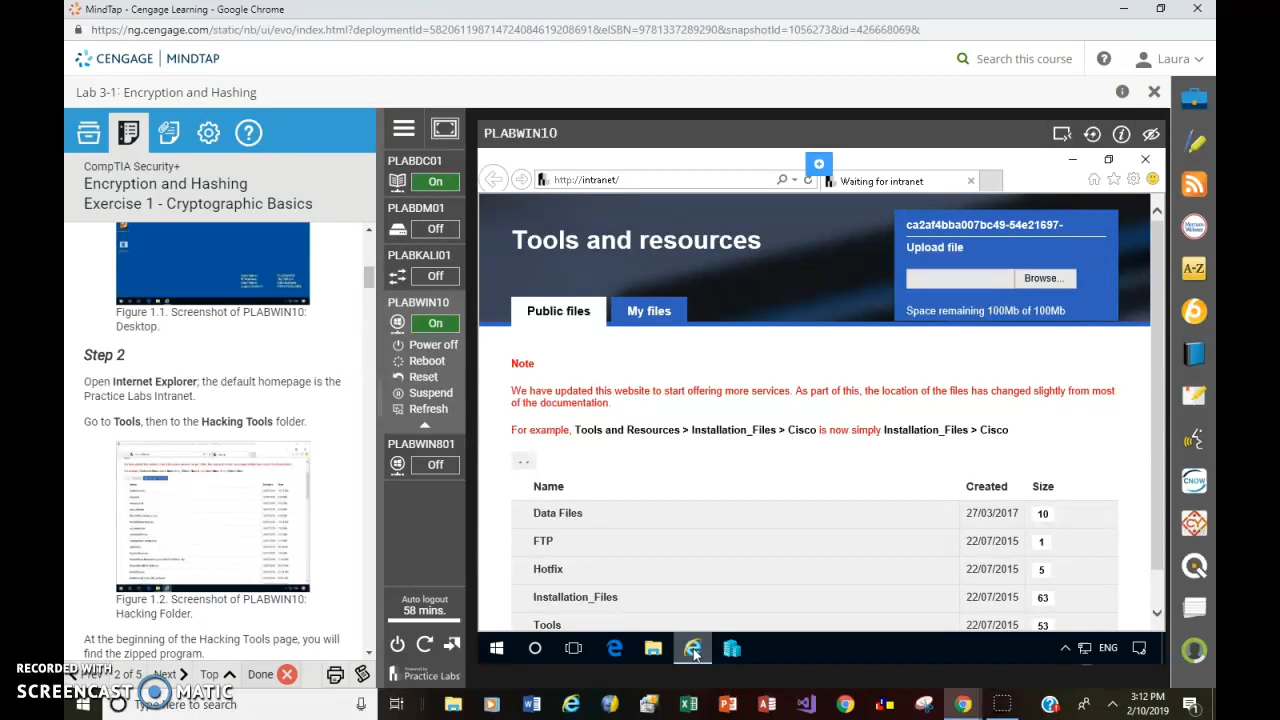 MindTap - Cengage Learning - Google Chrome
https://ng.cengage.com/static/nb/ui/evo/index.html?deploymentId=5820611987147240846192086918&eISBN=9781337289290&snapshotId=1056273&id=426668069&
CENGAGE | MINDTAP
Search this course
Laura
Lab 3-1: Encryption and Hashing
CompTIA Security+
Encryption and Hashing
Exercise 1 - Cryptographic Basics
Figure 1.1. Screenshot of PLABWIN10:
Desktop.
Step 2
Open Internet Explorer; the default homepage is the
Practice Labs Intranet.
Go to Tools, then to the Hacking Tools folder.
Figure 1.2. Screenshot of PLABWIN10:
Hacking Folder.
At the beginning of the Hacking Tools page, you will
find the zipped program.
Prev
2 of 5
Next
Top
Done
PLABDC01
On
PLABDM01
Off
PLABKALI01
Off
PLABWIN10
On
Power off
Reboot
Reset
Suspend
Refresh
PLABWIN801
Off
Auto logout
58 mins.
Powered by
Practice Labs
PLABWIN10
http://intranet/
Waiting for intranet
Tools and resources
ca2af4bba007bc49-54e21697-
Upload file
Browse...
Space remaining 100Mb of 100Mb
Public files
My files
Note
We have updated this website to start offering more services. As part of this, the location of the files has changed slightly from most
of the documentation.
For example, Tools and Resources > Installation_Files > Cisco is now simply Installation_Files > Cisco
..
Name Created Size
Data Files 27/03/2017 10
FTP 22/07/2015 1
Hotfix 22/07/2015 5
Installation_Files 22/07/2015 63
Tools 22/07/2015 53
ENG
A-Z
CNOW
RECORDED WITH
SCREENCAST MATIC
Type here to search
3:12 PM
2/10/2019